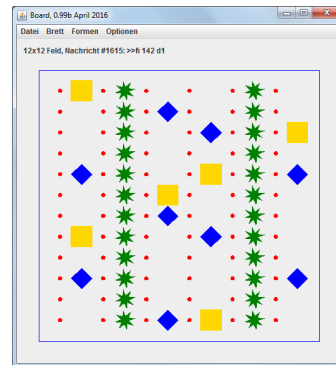 Board, 0.99b April 2016
Datei Brett Formen Optionen
12x12 Feld, Nachricht #1615: >>fi 142 d1